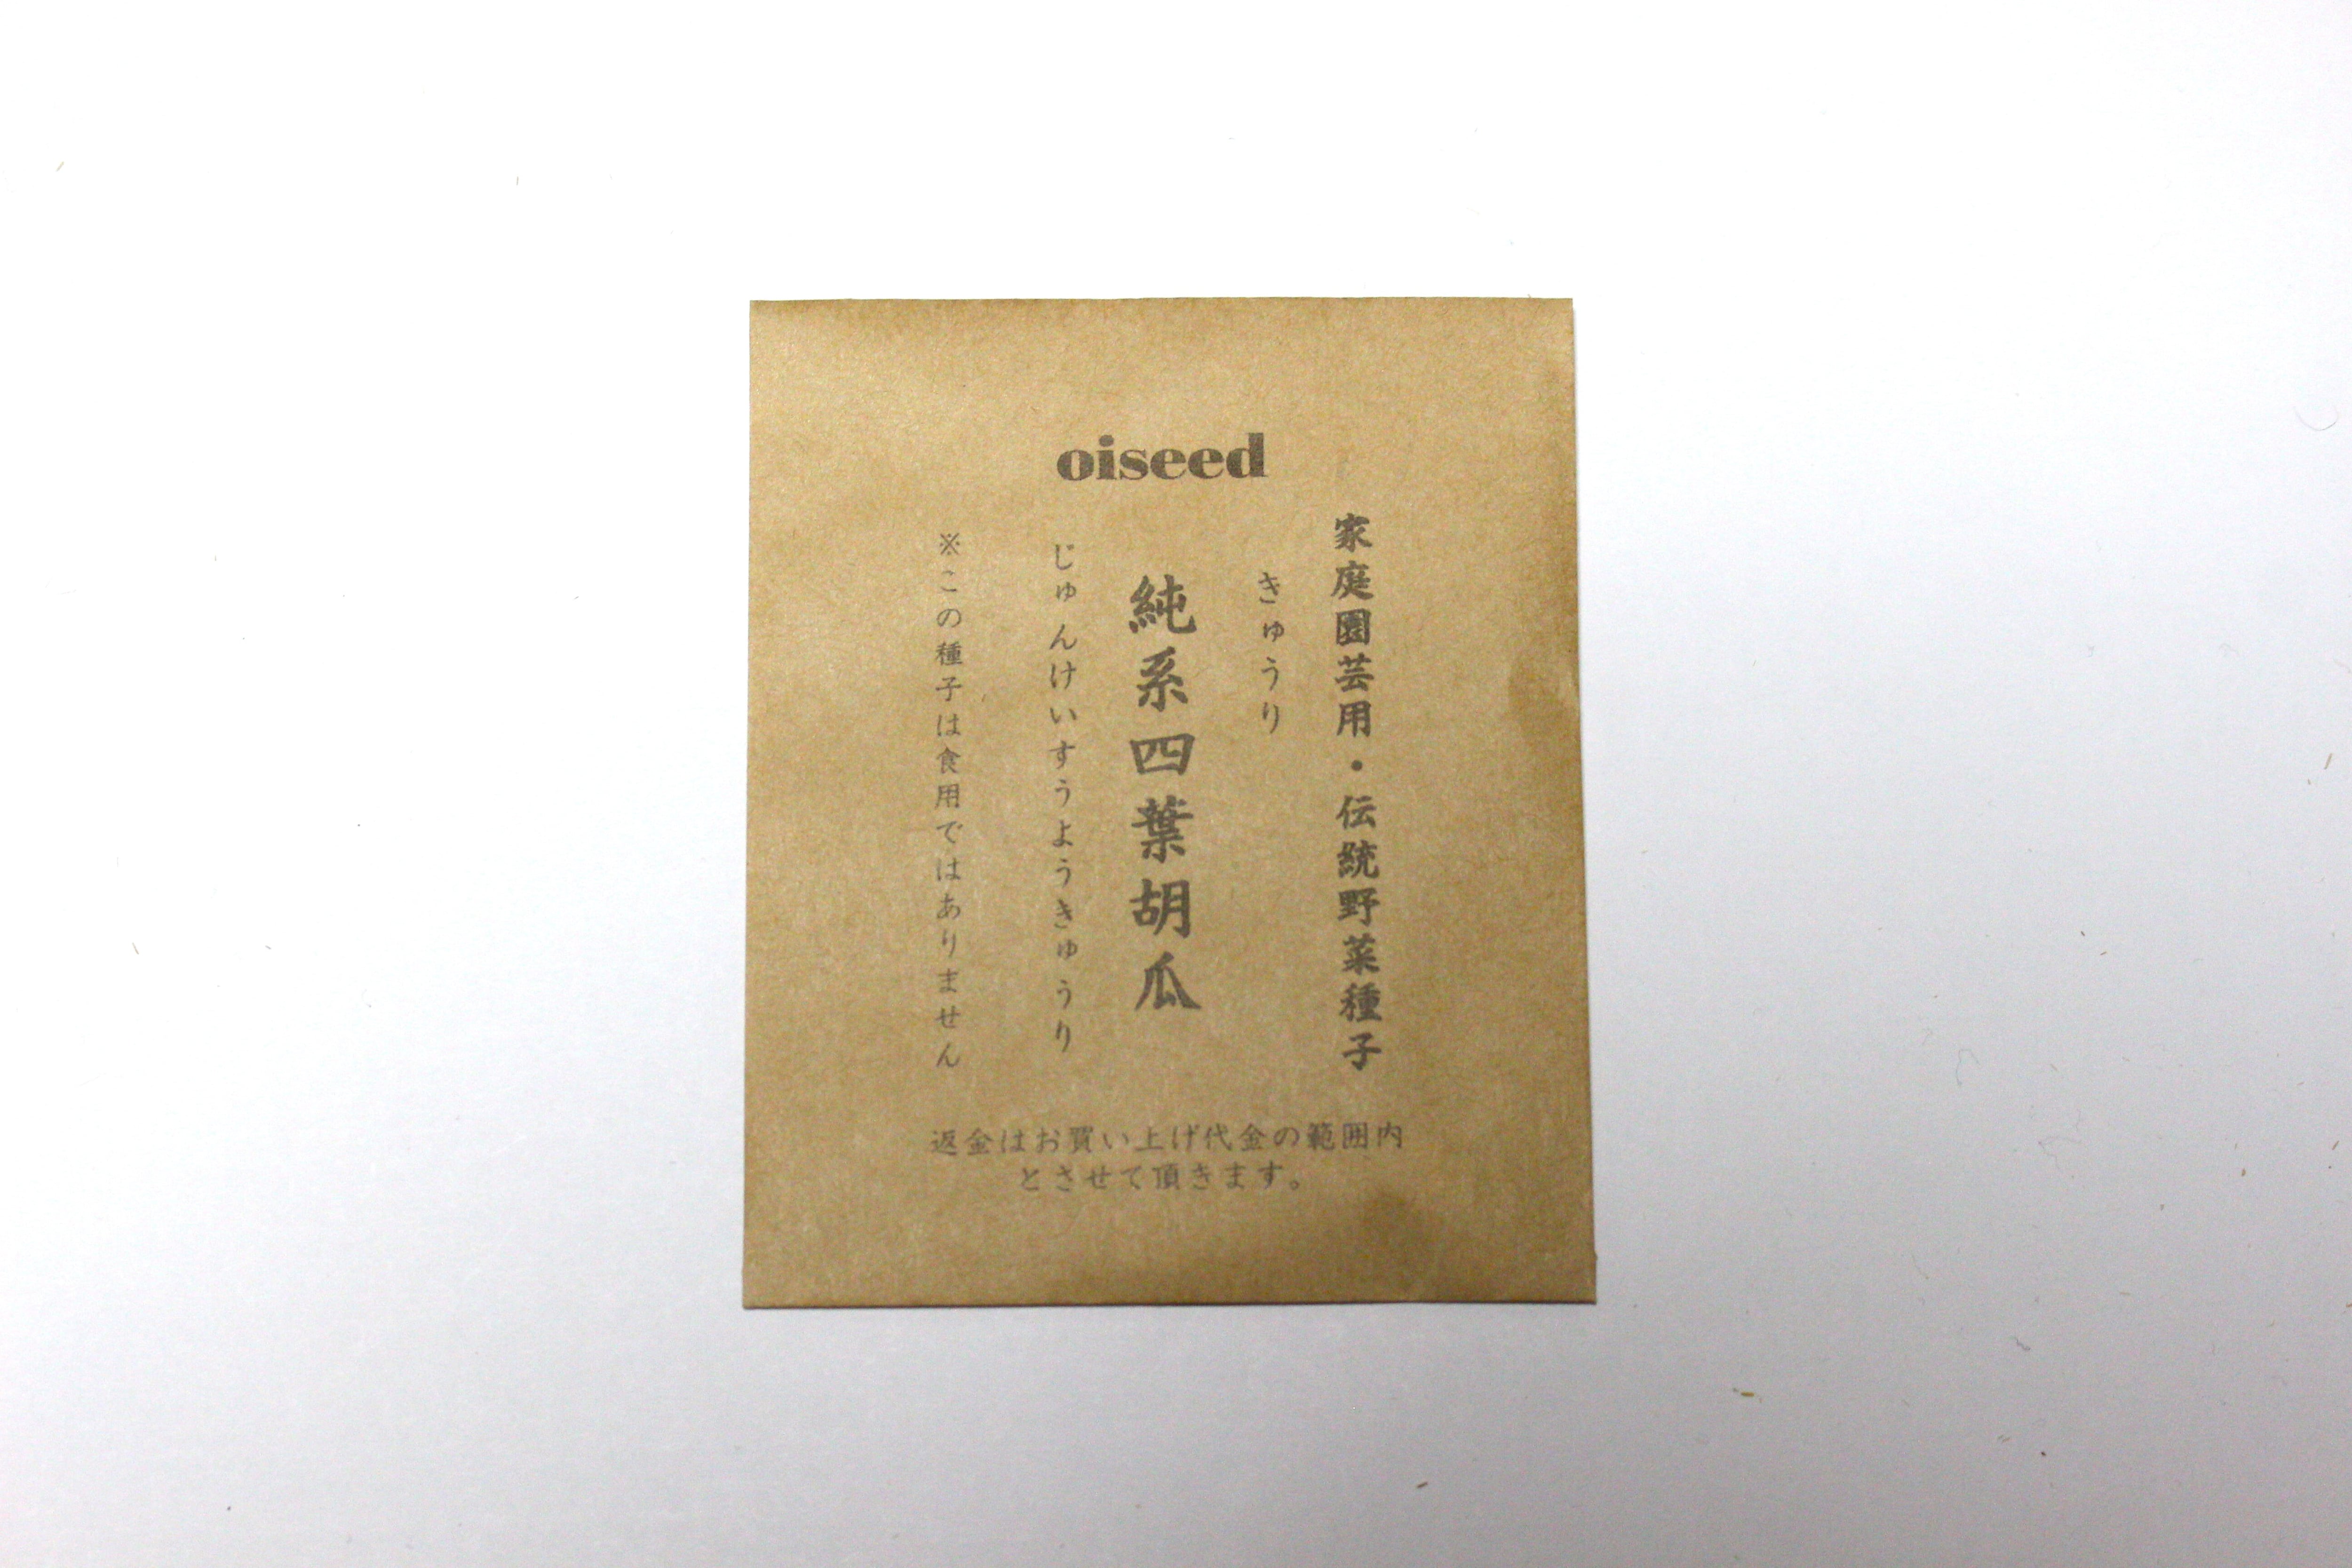 oiseed
家庭園芸用・伝統野菜種子
きゅうり
純系四葉胡瓜
じゅんけいすうようきゅうり
※この種子は食用ではありません
返金はお買い上げ代金の範囲内
とさせて頂きます。